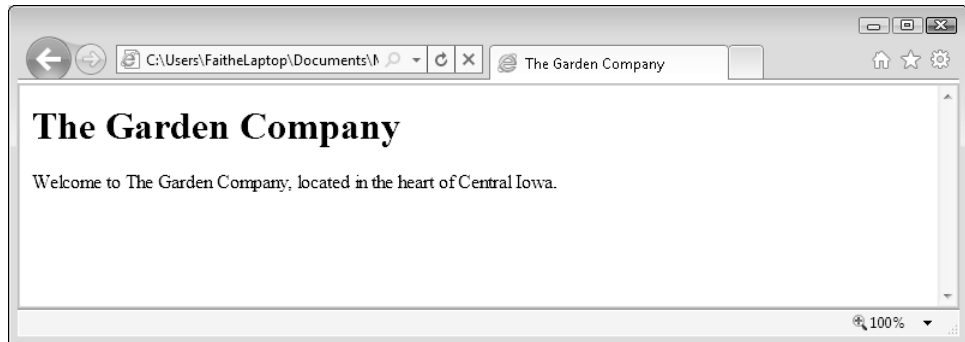 C:\Users\FaitheLaptop\Documents\
The Garden Company
The Garden Company
Welcome to The Garden Company, located in the heart of Central Iowa.
100%